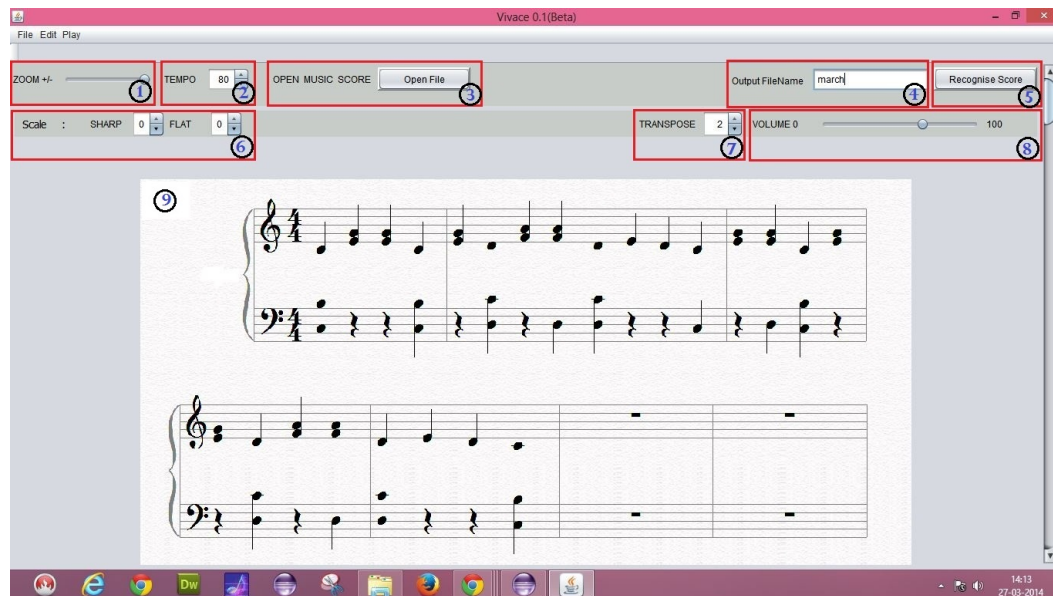 Vivace 0.1(Beta)
File Edit Play
ZOOM +/- 1 TEMPO 80 2 OPEN MUSIC SCORE Open File 3 Output FileName march 4 Recognise Score 5
Scale : SHARP 0 FLAT 0 6 TRANSPOSE 2 7 VOLUME 0 100 8
9
4
4
4
4
Dw
14:13
27-03-2014